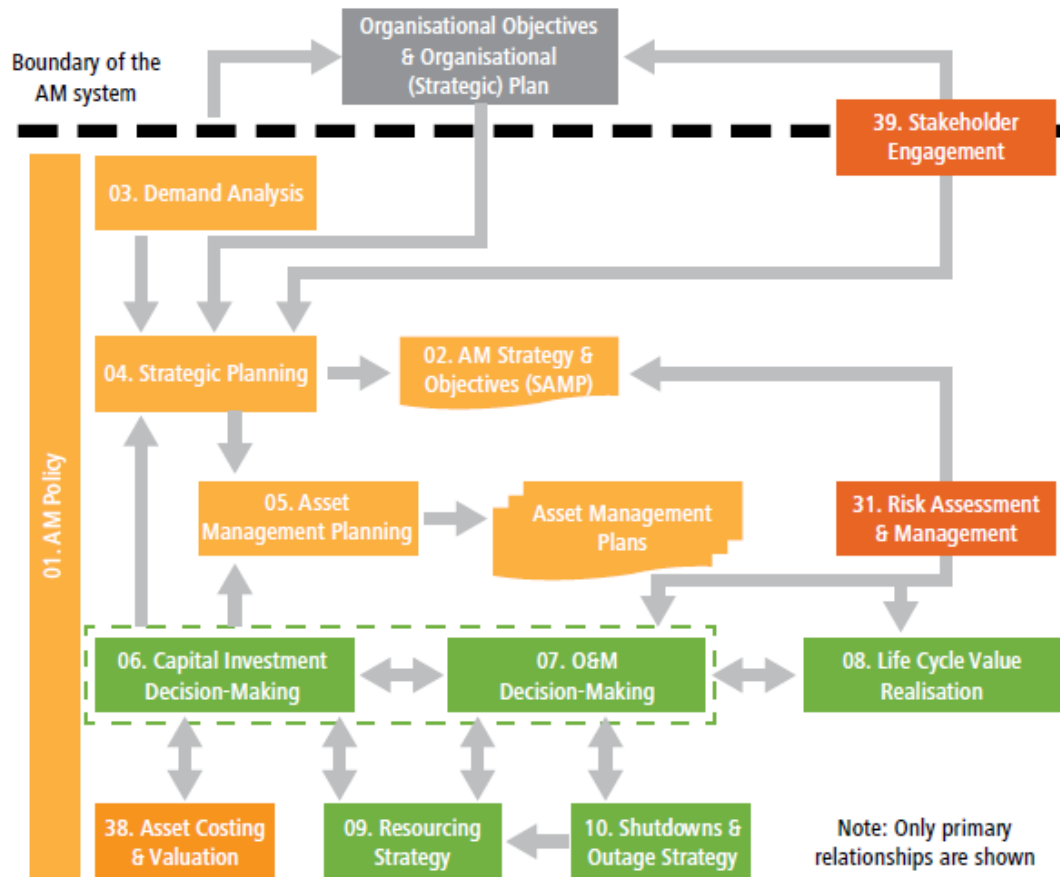 Organisational Objectives
& Organisational
(Strategic) Plan
Boundary of the
AM system
39. Stakeholder
Engagement
03. Demand Analysis
04. Strategic Planning
02. AM Strategy &
Objectives (SAMP)
01. AM Policy
05. Asset
Management Planning
Asset Management
Plans
31. Risk Assessment
& Management
06. Capital Investment
Decision-Making
07. O&M
Decision-Making
08. Life Cycle Value
Realisation
38. Asset Costing
& Valuation
09. Resourcing
Strategy
10. Shutdowns &
Outage Strategy
Note: Only primary
relationships are shown